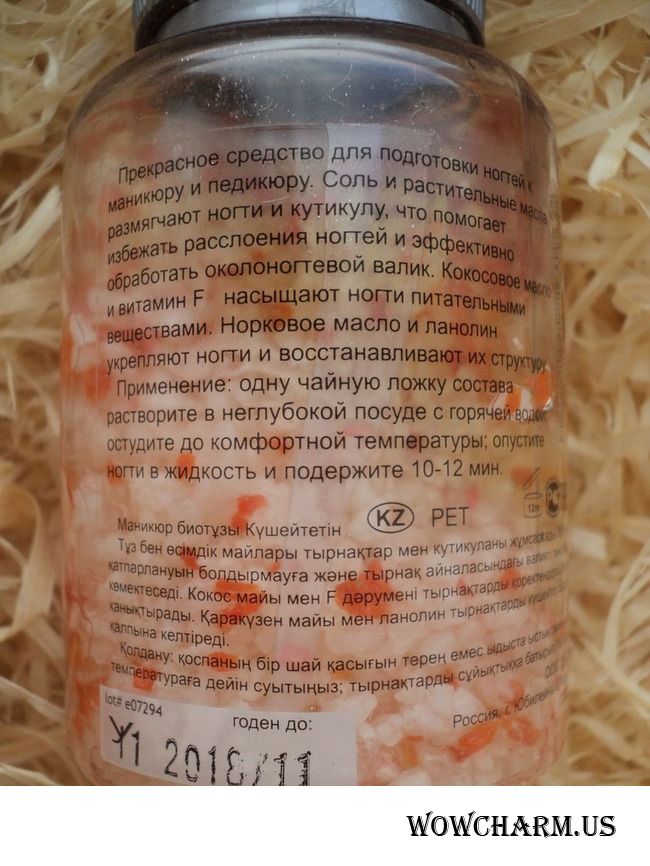 Прекрасное средство для подготовки ногтей к
маникюру и педикюру. Соль и растительные масла
размягчают ногти и кутикулу, что помогает
избежать расслоения ногтей и эффективно
обработать околоногтевой валик. Кокосовое масло
и витамин F насыщают ногти питательными
веществами. Норковое масло и ланолин
укрепляют ногти и восстанавливают их структуру.
Применение: одну чайную ложку состава
растворите в неглубокой посуде с горячей водой;
остудите до комфортной температуры; опустите
ногти в жидкость и подержите 10-12 мин.
12m
KZ PET
Маникюр биотұзы Күшейтетін
Тұз бен өсімдік майлары тырнақтар мен кутикуланы
қатпарлануын болдырмауға және тырнақ айналасындағы
көмектеседі. Кокос майы мен F дәрумені тырнақтарды
қанықтырады. Қаракүзен майы мен ланолин тырнақтарды
қалпына келтіреді.
Қолдану: қоспаның бір шай қасығын терең емес ыдыста ыстық
температураға дейін суытыңыз; тырнақтарды сұйықтыққа
ООО
Россия, г.
lot# e07294
годен до:
2018/11
WOWCHARM.US